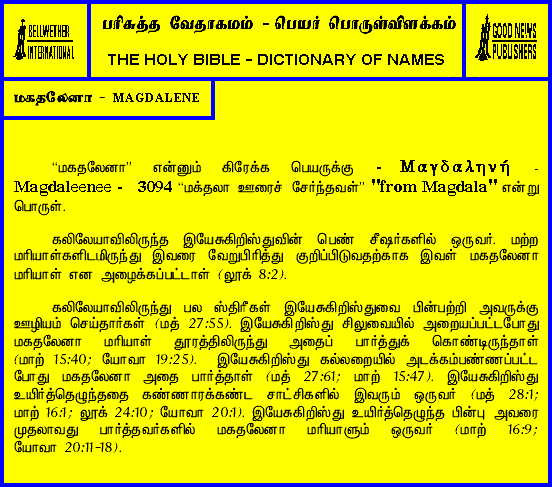 BELLWETHER
INTERNATIONAL
பரிசுத்த வேதாகமம் - பெயர் பொருள்விளக்கம்
THE HOLY BIBLE - DICTIONARY OF NAMES
GOOD NEWS
PUBLISHERS
மகதலேனா - MAGDALENE
“மகதலேனா” என்னும் கிரேக்க பெயருக்கு - Μαγδαληνή -
Magdaleenee - 3094 “மக்தலா ஊரைச் சேர்ந்தவள்” "from Magdala" என்று
பொருள்.
கலிலேயாவிலிருந்த இயேசுகிறிஸ்துவின் பெண் சீஷர்களில் ஒருவர். மற்ற
மரியாள்களிடமிருந்து இவரை வேறுபிரித்து குறிப்பிடுவதற்காக இவள் மகதலேனா
மரியாள் என அழைக்கப்பட்டாள் (லூக் 8:2).
கலிலேயாவிலிருந்து பல ஸ்திரீகள் இயேசுகிறிஸ்துவை பின்பற்றி அவருக்கு
ஊழியம் செய்தார்கள் (மத் 27:55). இயேசுகிறிஸ்து சிலுவையில் அறையப்பட்டபோது
மகதலேனா மரியாள் தூரத்திலிருந்து அதைப் பார்த்துக் கொண்டிருந்தாள்
(மாற் 15:40; யோவா 19:25). இயேசுகிறிஸ்து கல்லறையில் அடக்கம்பண்ணப்பட்ட
போது மகதலேனா அதை பார்த்தாள் (மத் 27:61; மாற் 15:47). இயேசுகிறிஸ்து
உயிர்த்தெழுந்ததை கண்ணாரக்கண்ட சாட்சிகளில் இவரும் ஒருவர் (மத் 28:1;
மாற் 16:1; லூக் 24:10; யோவா 20:1). இயேசுகிறிஸ்து உயிர்த்தெழுந்த பின்பு அவரை
முதலாவது பார்த்தவர்களில் மகதலேனா மரியாளும் ஒருவர் (மாற் 16:9;
யோவா 20:11-18).